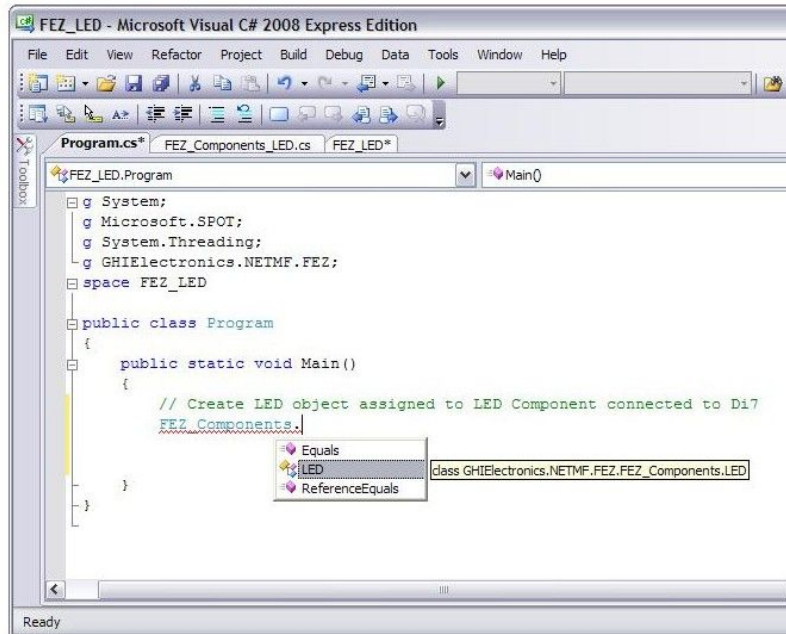 FEZ_LED - Microsoft Visual C# 2008 Express Edition
File Edit View Refactor Project Build Debug Data Tools Window Help
Program.cs* FEZ_Components_LED.cs FEZ_LED*
Toolbox
FEZ_LED.Program Main()
g System;
g Microsoft.SPOT;
g System.Threading;
g GHIElectronics.NETMF.FEZ;
space FEZ_LED
public class Program
{
public static void Main()
{
// Create LED object assigned to LED Component connected to Di7
FEZ_Components.
Equals
LED class GHIElectronics.NETMF.FEZ.FEZ_Components.LED
ReferenceEquals
}
}
Ready